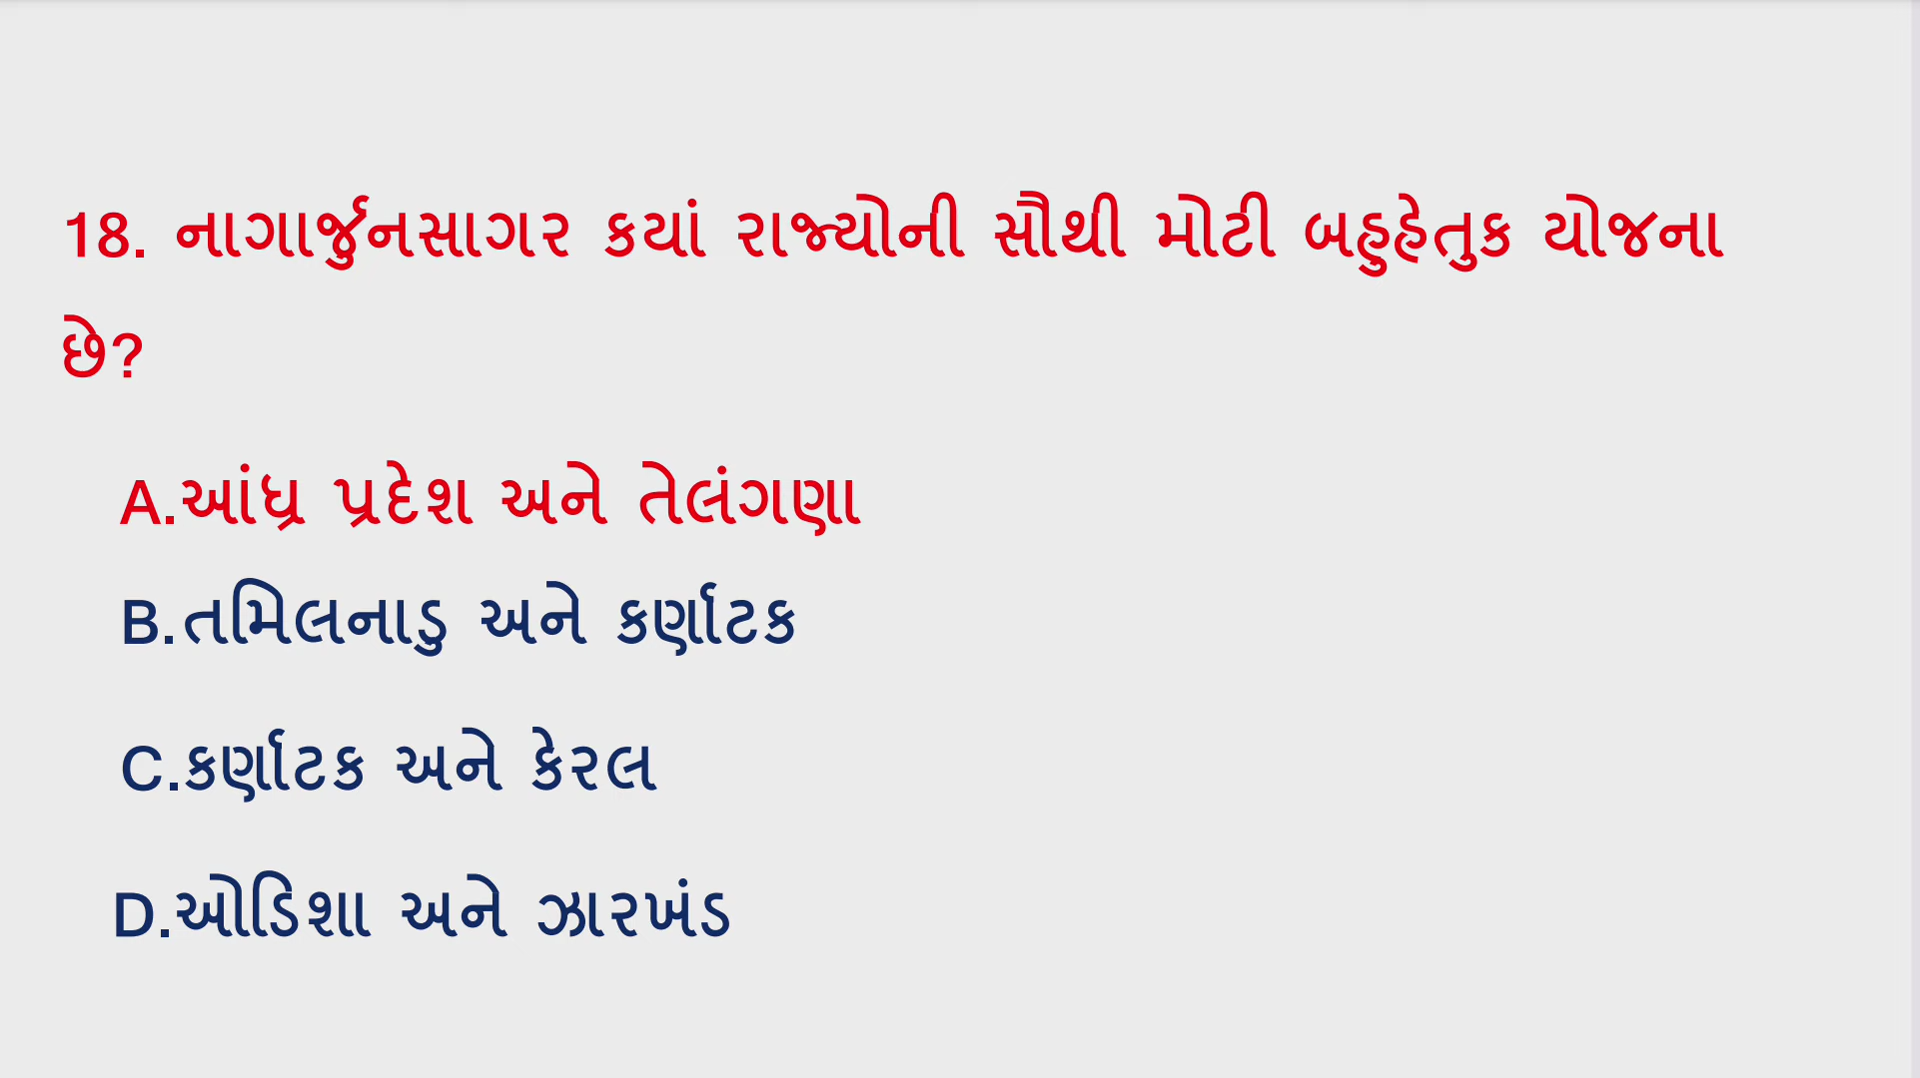 18. નાગાર્જુનસાગર કયાં રાજ્યોની સૌથી મોટી બહુહેતુક યોજના
છે?
A.આંધ્ર પ્રદેશ અને તેલંગણા
B.તમિલનાડુ અને કર્ણાટક
C.કર્ણાટક અને કેરલ
D.ઓડિશા અને ઝારખંડ